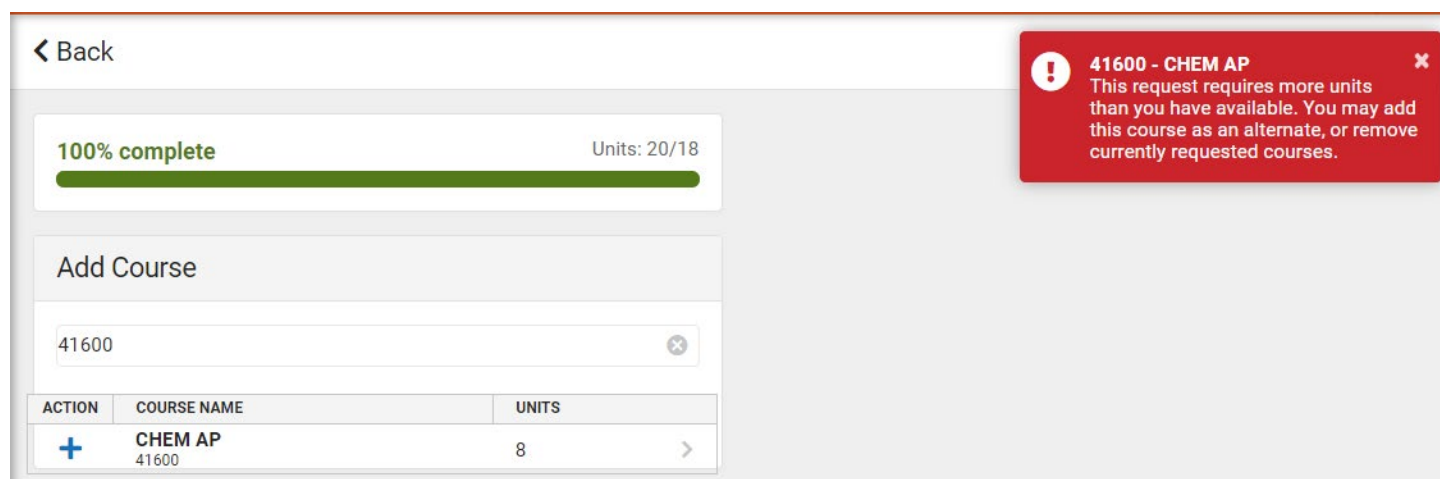 Back
41600 - CHEM AP
This request requires more units
than you have available. You may add
this course as an alternate, or remove
currently requested courses.
100% complete Units: 20/18
Add Course
41600
ACTION COURSE NAME UNITS
CHEM AP 8
41600